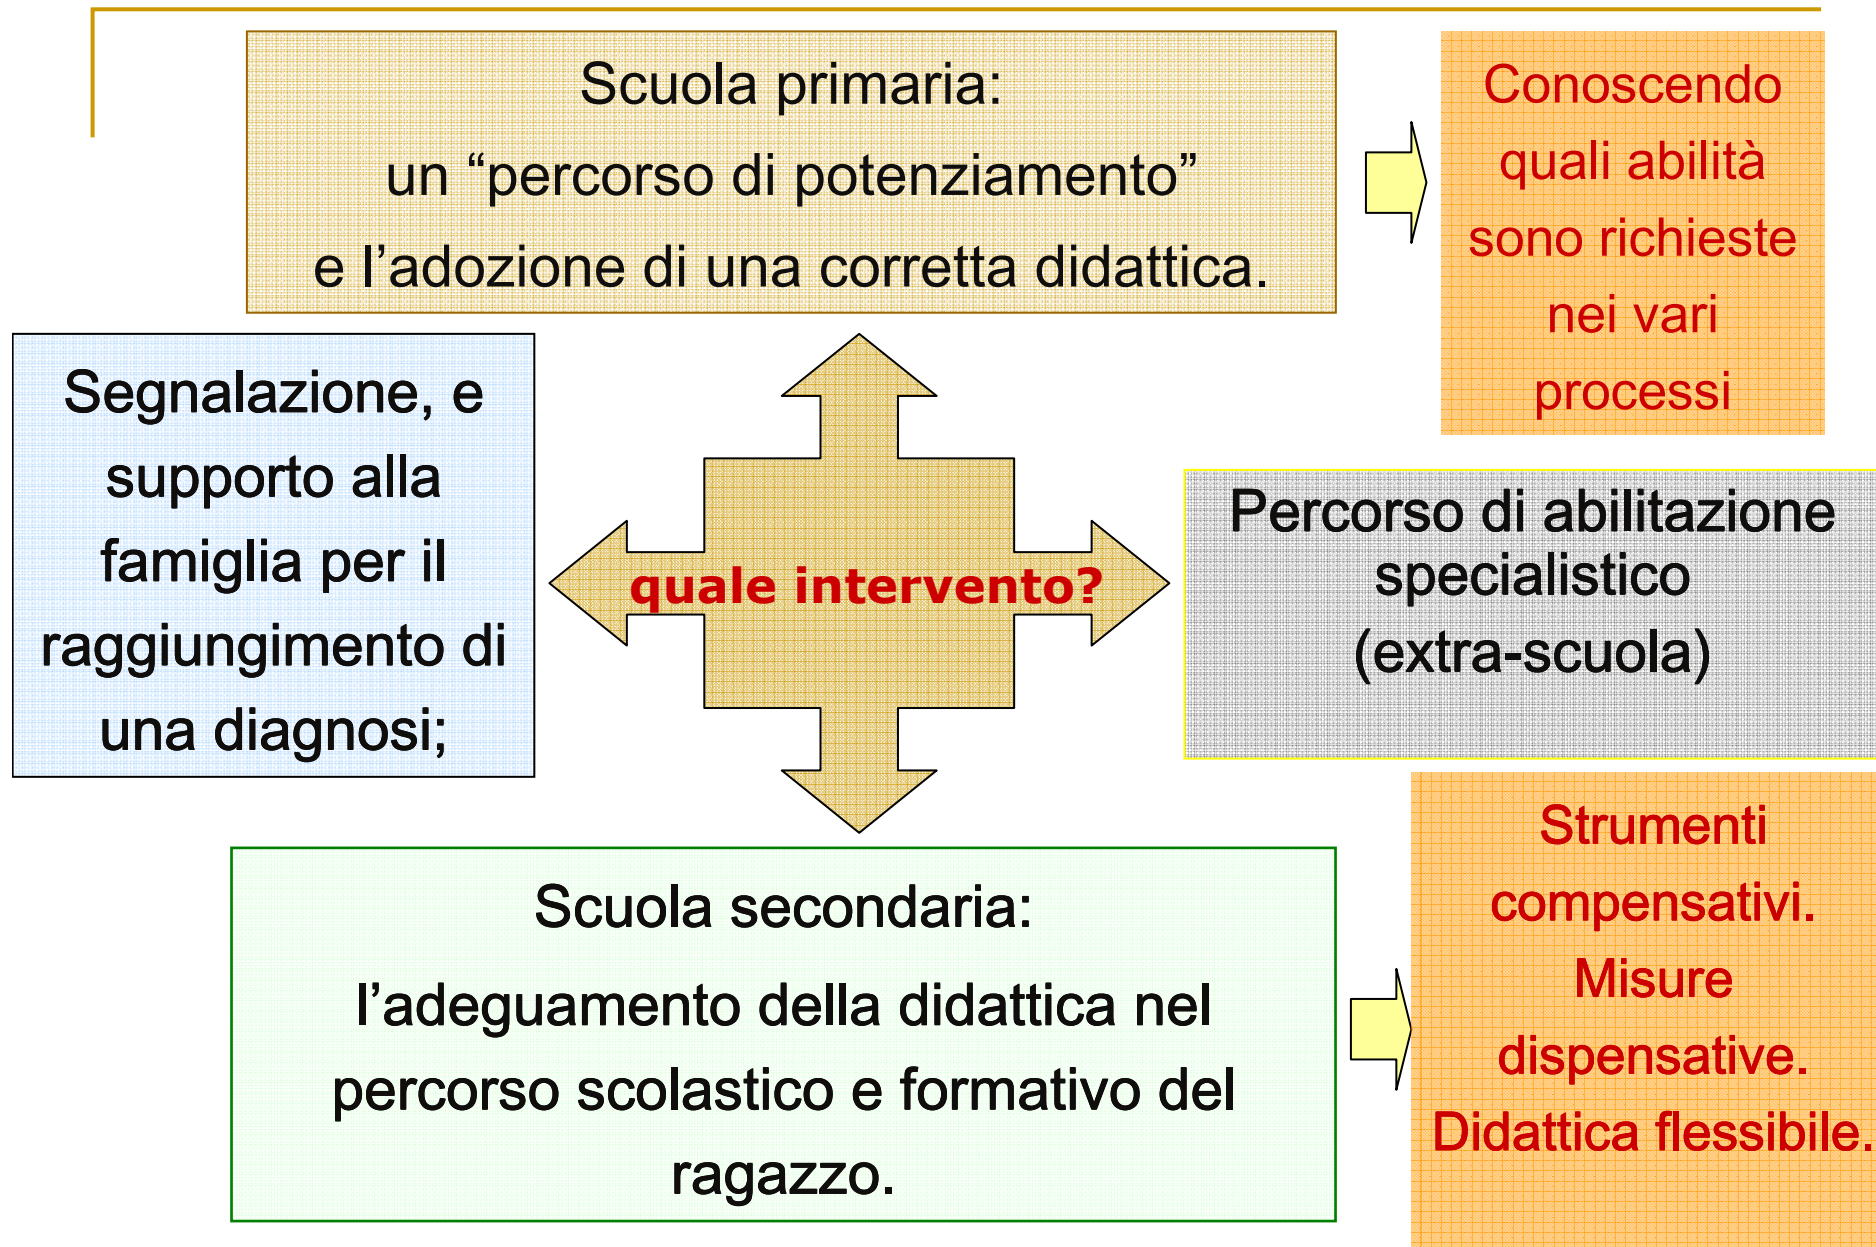 Scuola primaria:
un “percorso di potenziamento”
e l’adozione di una corretta didattica.
Conoscendo
quali abilità
sono richieste
nei vari
processi
Segnalazione, e
supporto alla
famiglia per il
raggiungimento di
una diagnosi;
quale intervento?
Percorso di abilitazione
specialistico
(extra-scuola)
Scuola secondaria:
l’adeguamento della didattica nel
percorso scolastico e formativo del
ragazzo.
Strumenti
compensativi.
Misure
dispensative.
Didattica flessibile.